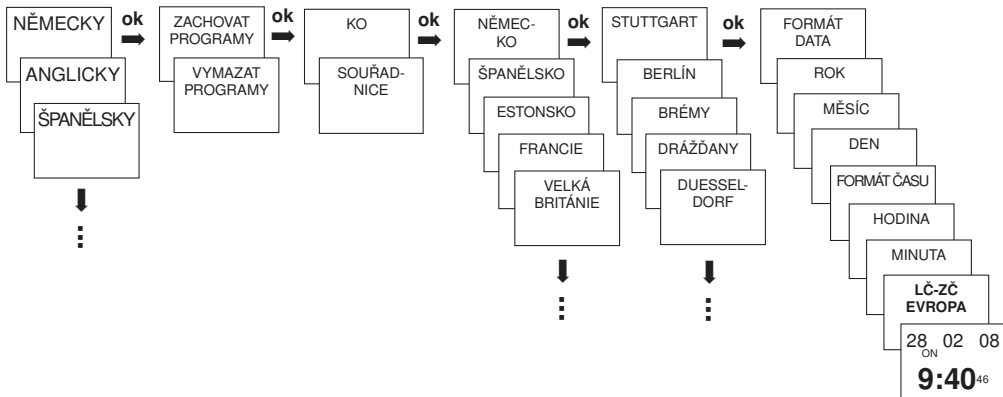 NĚMECKY
ANGLICKY
ŠPANĚLSKY
ok
ZACHOVAT
PROGRAMY
VYMAZAT
PROGRAMY
ok
KO
SOUŘAD-
NICE
ok
NĚMEC-
KO
ŠPANĚLSKO
ESTONSKO
FRANCIE
VELKÁ
BRITÁNIE
ok
STUTTGART
BERLÍN
BRÉMY
DRÁŽĎANY
DUESSEL-
DORF
ok
FORMÁT
DATA
ROK
MĚSÍC
DEN
FORMÁT ČASU
HODINA
MINUTA
LČ-ZČ
EVROPA
28 02 08
ON
9:40 46